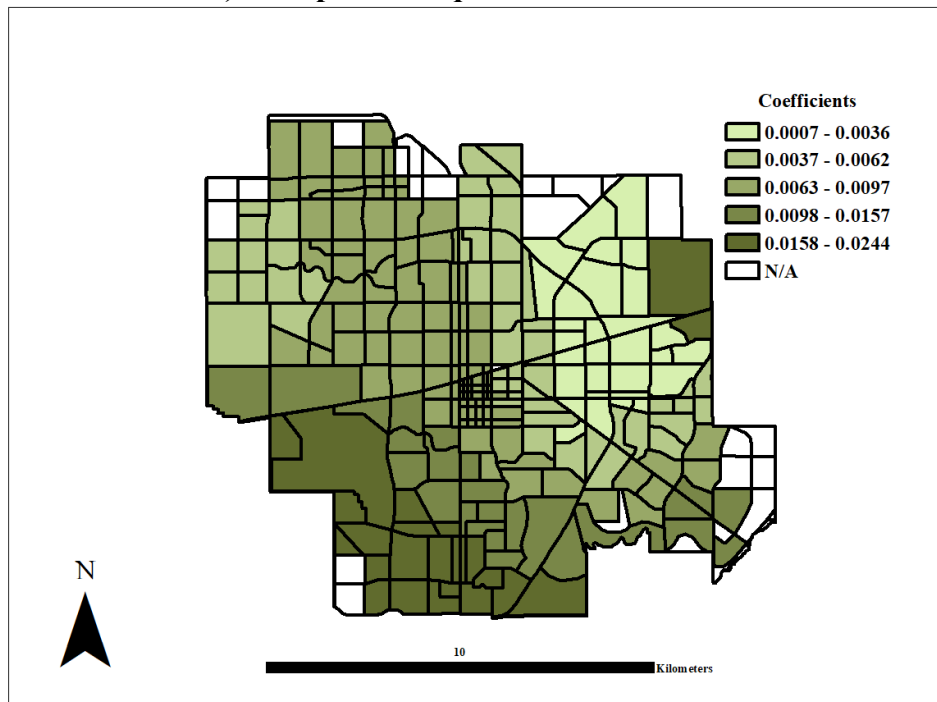 Coefficients
0.0007 - 0.0036
0.0037 - 0.0062
0.0063 - 0.0097
0.0098 - 0.0157
0.0158 - 0.0244
N/A
N
10
Kilometers